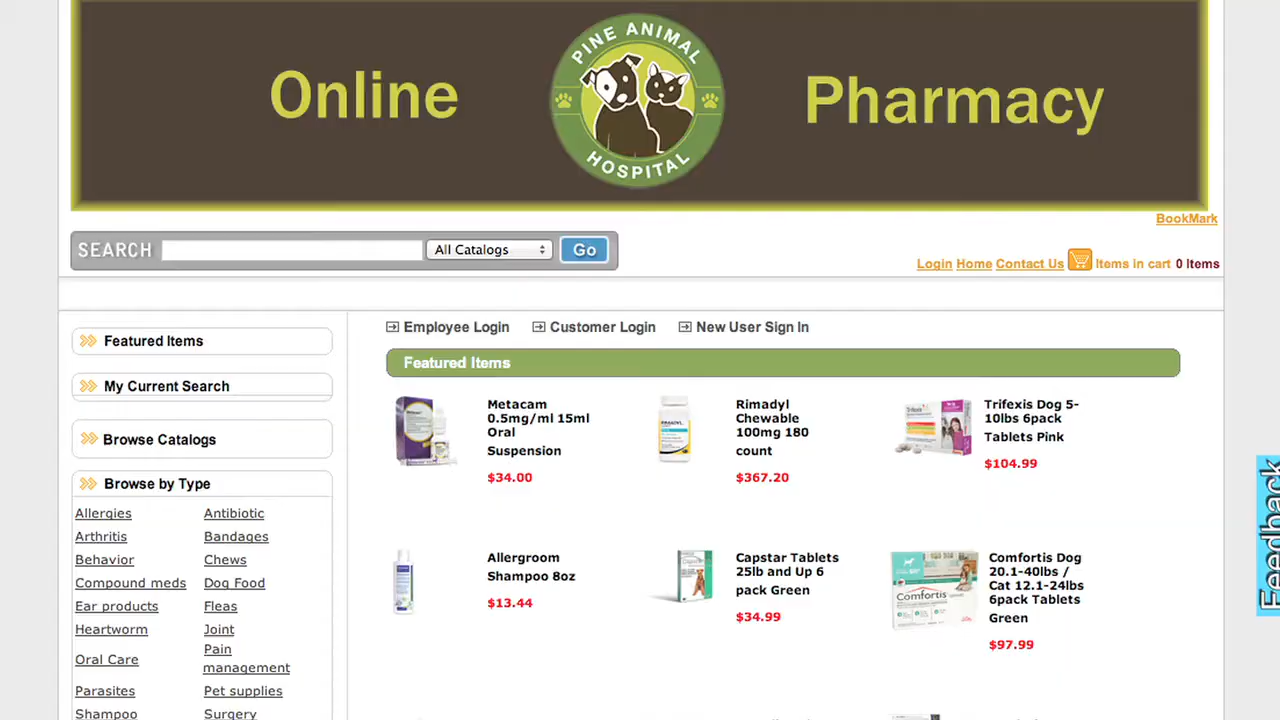 Online
PINE ANIMAL
HOSPITAL
Pharmacy
BookMark
SEARCH All Catalogs Go
Login Home Contact Us Items in cart 0 Items
Employee Login Customer Login New User Sign In
Featured Items
My Current Search
Browse Catalogs
Browse by Type
Allergies Antibiotic
Arthritis Bandages
Behavior Chews
Compound meds Dog Food
Ear products Fleas
Heartworm Joint
Oral Care Pain
management
Parasites Pet supplies
Shampoo Surgery
Featured Items
Metacam
0.5mg/ml 15ml
Oral
Suspension
$34.00
Rimadyl
Chewable
100mg 180
count
$367.20
Trifexis Dog 5-
10lbs 6pack
Tablets Pink
$104.99
Allergroom
Shampoo 8oz
$13.44
Capstar Tablets
25lb and Up 6
pack Green
$34.99
Comfortis
Comfortis Dog
20.1-40lbs /
Cat 12.1-24lbs
6pack Tablets
Green
$97.99
Feedback